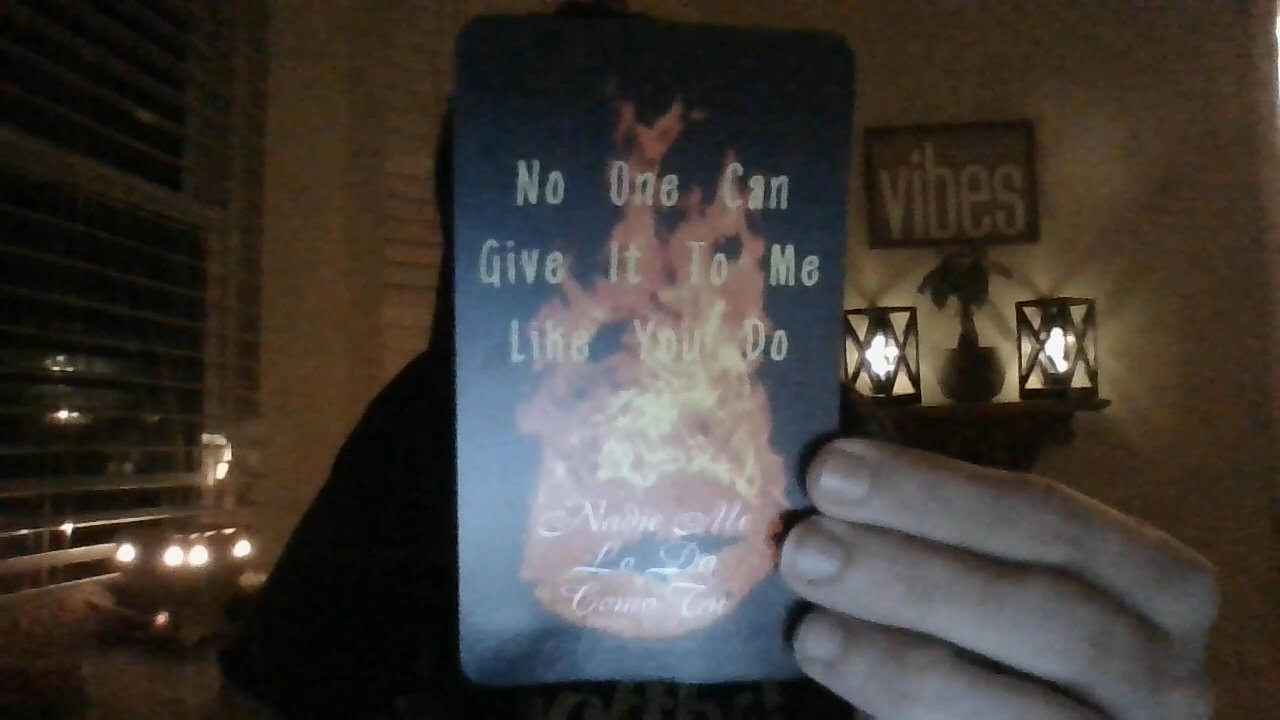 No One Can
Give It To Me
Like You Do
Nadie Me
Lo Da
Como Tu
vibes